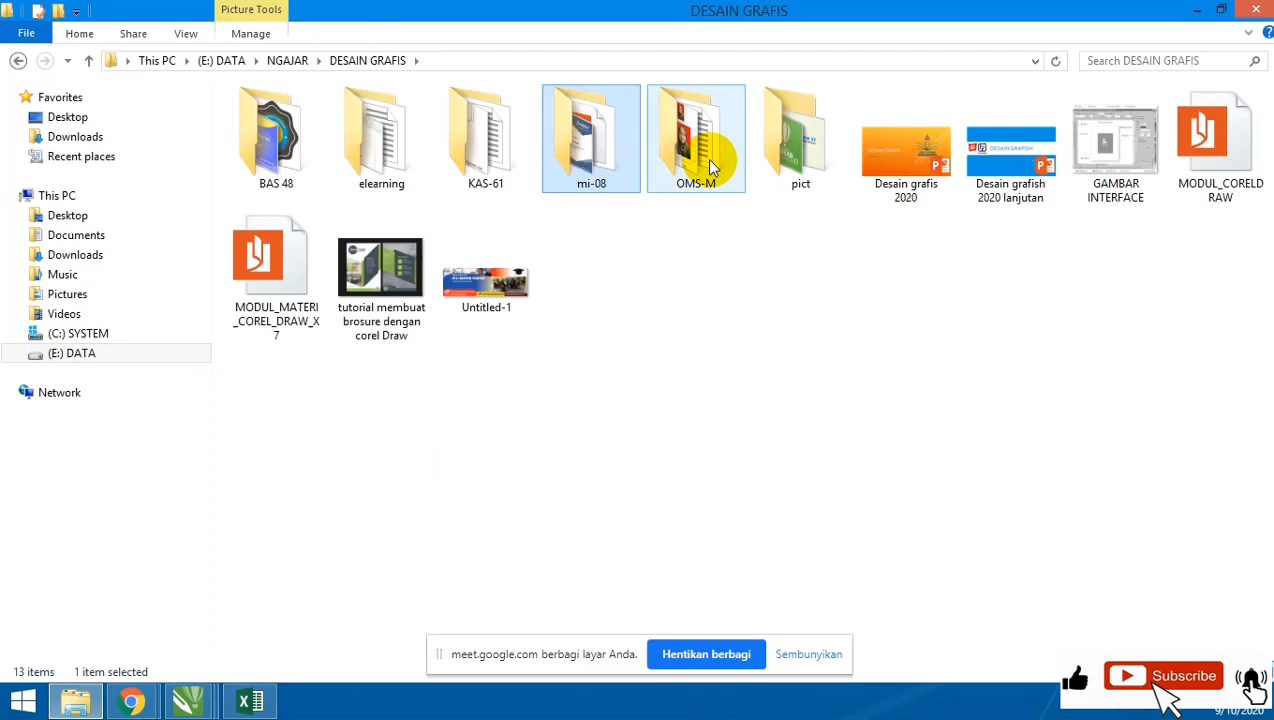 Picture Tools
DESAIN GRAFIS
File
Home
Share
View
Manage
This PC
(E:) DATA
NGAJAR
DESAIN GRAFIS
Search DESAIN GRAFIS
Favorites
Desktop
Downloads
Recent places
This PC
Desktop
Documents
Downloads
Music
Pictures
Videos
(C:) SYSTEM
(E:) DATA
Network
BAS 48
elearning
KAS-61
mi-08
OMS-M
pict
Desain grafis
2020
Desain grafish
2020 lanjutan
GAMBAR
INTERFACE
MODUL_CORELD
RAW
MODUL_MATERI
_COREL_DRAW_X
7
tutorial membuat
brosure dengan
corel Draw
Untitled-1
13 items
1 item selected
meet.google.com berbagi layar Anda.
Hentikan berbagi
Sembunyikan
Subscribe
9/10/2020